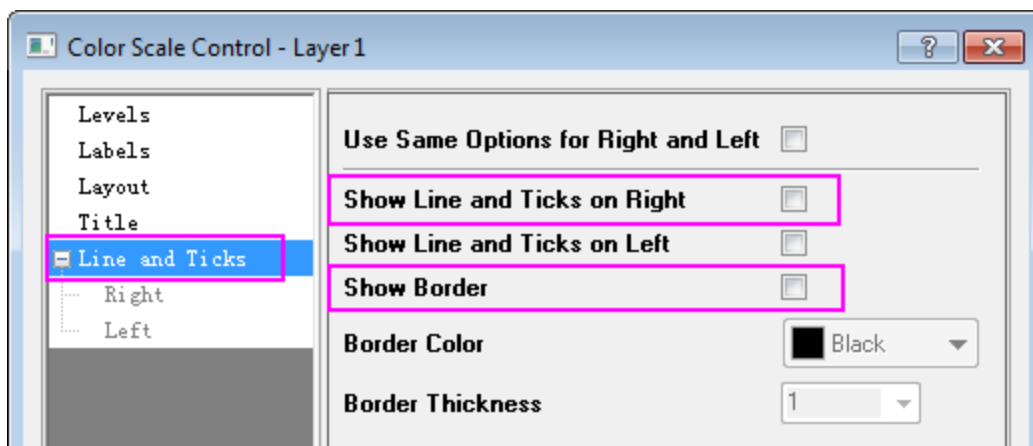 Color Scale Control - Layer1
Levels
Labels
Layout
Title
Line and Ticks
Right
Left
Use Same Options for Right and Left
Show Line and Ticks on Right
Show Line and Ticks on Left
Show Border
Border Color
Black
Border Thickness
1